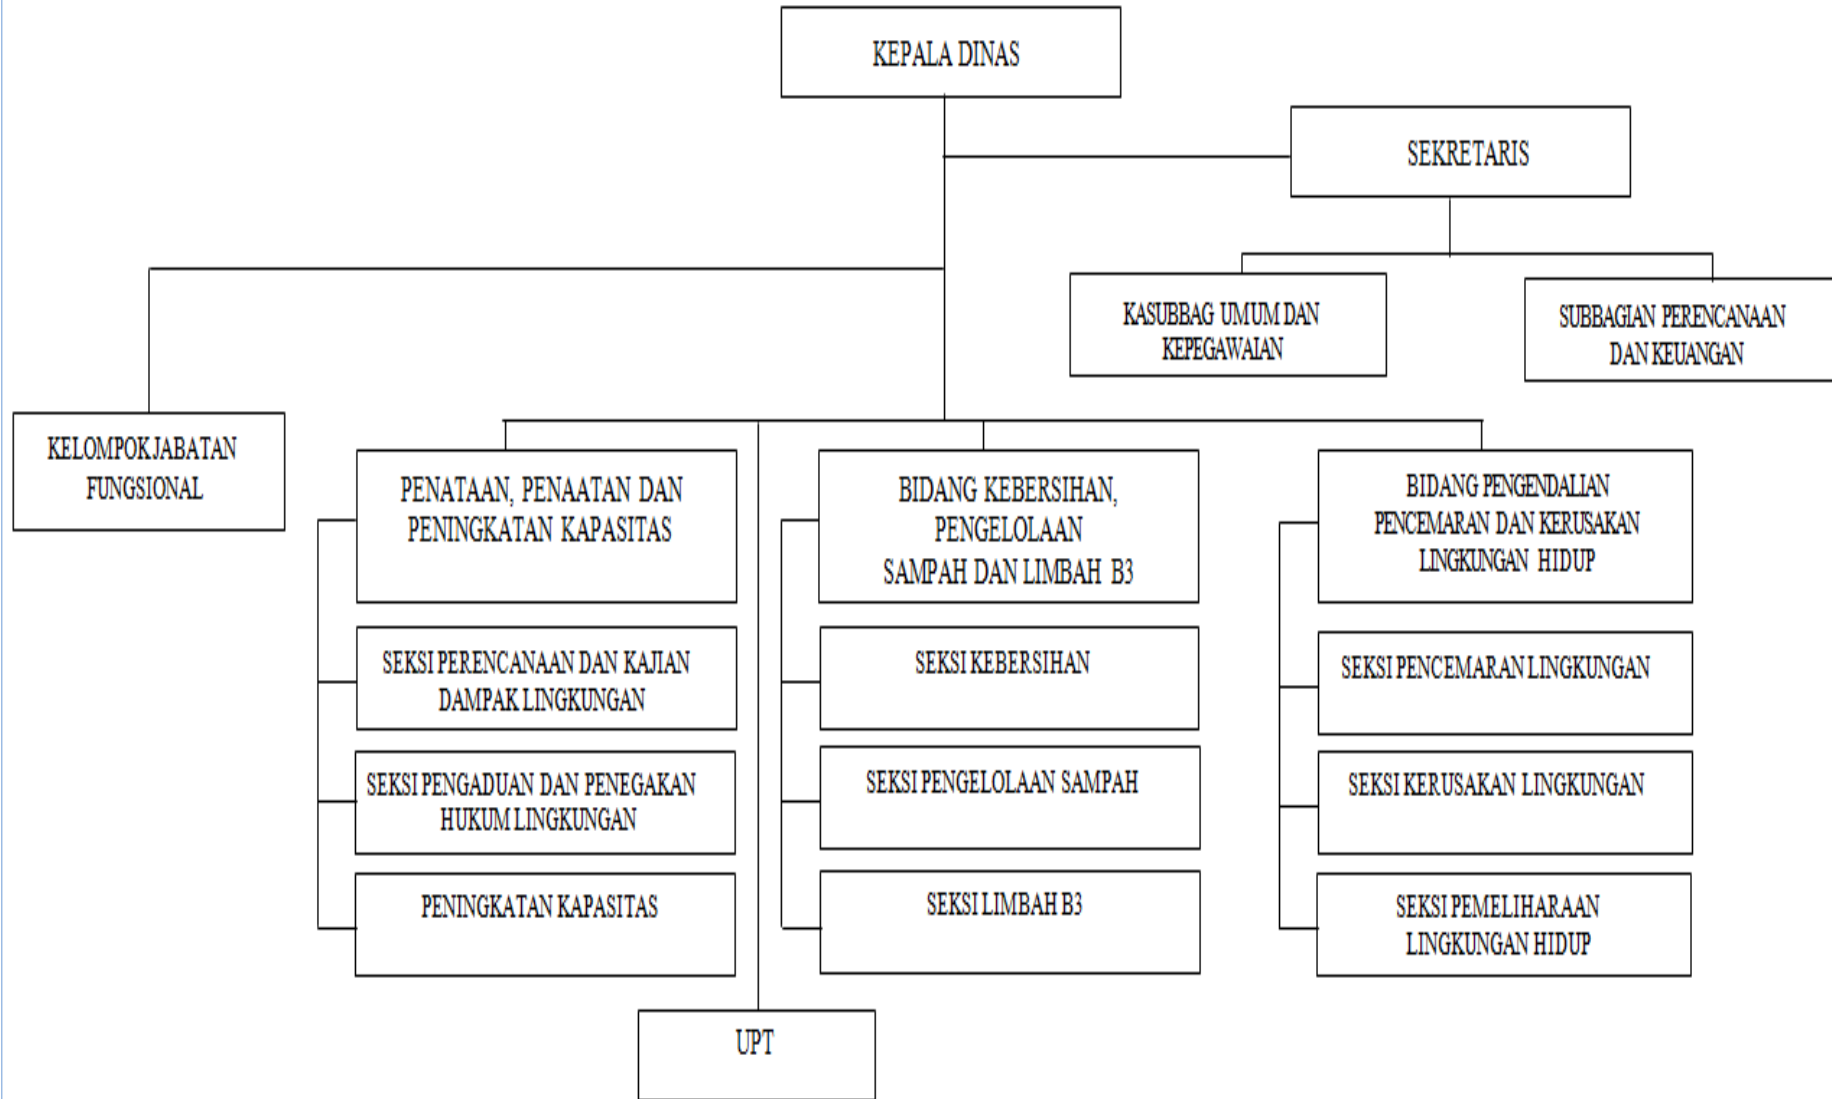 KEPALA DINAS
SEKRETARIS
KASUBBAG UMUM DAN
KEPEGAWAIAN
SUBBAGIAN PERENCANAAN
DAN KEUANGAN
KELOMPOK JABATAN
FUNGSIONAL
PENATAAN, PENAATAN DAN
PENINGKATAN KAPASITAS
SEKSI PERENCANAAN DAN KAJIAN
DAMPAK LINGKUNGAN
SEKSI PENGADUAN DAN PENEGAKAN
HUKUM LINGKUNGAN
PENINGKATAN KAPASITAS
BIDANG KEBERSIHAN,
PENGELOLAAN
SAMPAH DAN LIMBAH B3
SEKSI KEBERSIHAN
SEKSI PENGELOLAAN SAMPAH
SEKSI LIMBAH B3
BIDANG PENGENDALIAN
PENCEMARAN DAN KERUSAKAN
LINGKUNGAN HIDUP
SEKSI PENCEMARAN LINGKUNGAN
SEKSI KERUSAKAN LINGKUNGAN
SEKSI PEMELIHARAAN
LINGKUNGAN HIDUP
UPT